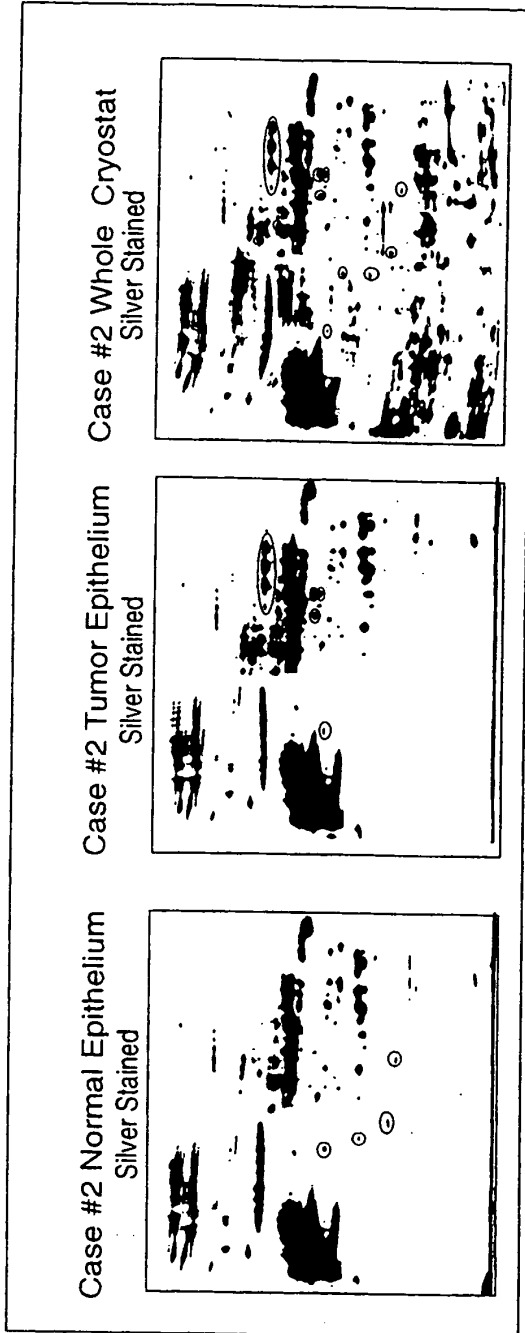 Case #2 Normal Epithelium
Silver Stained
Case #2 Tumor Epithelium
Silver Stained
Case #2 Whole Cryostat
Silver Stained